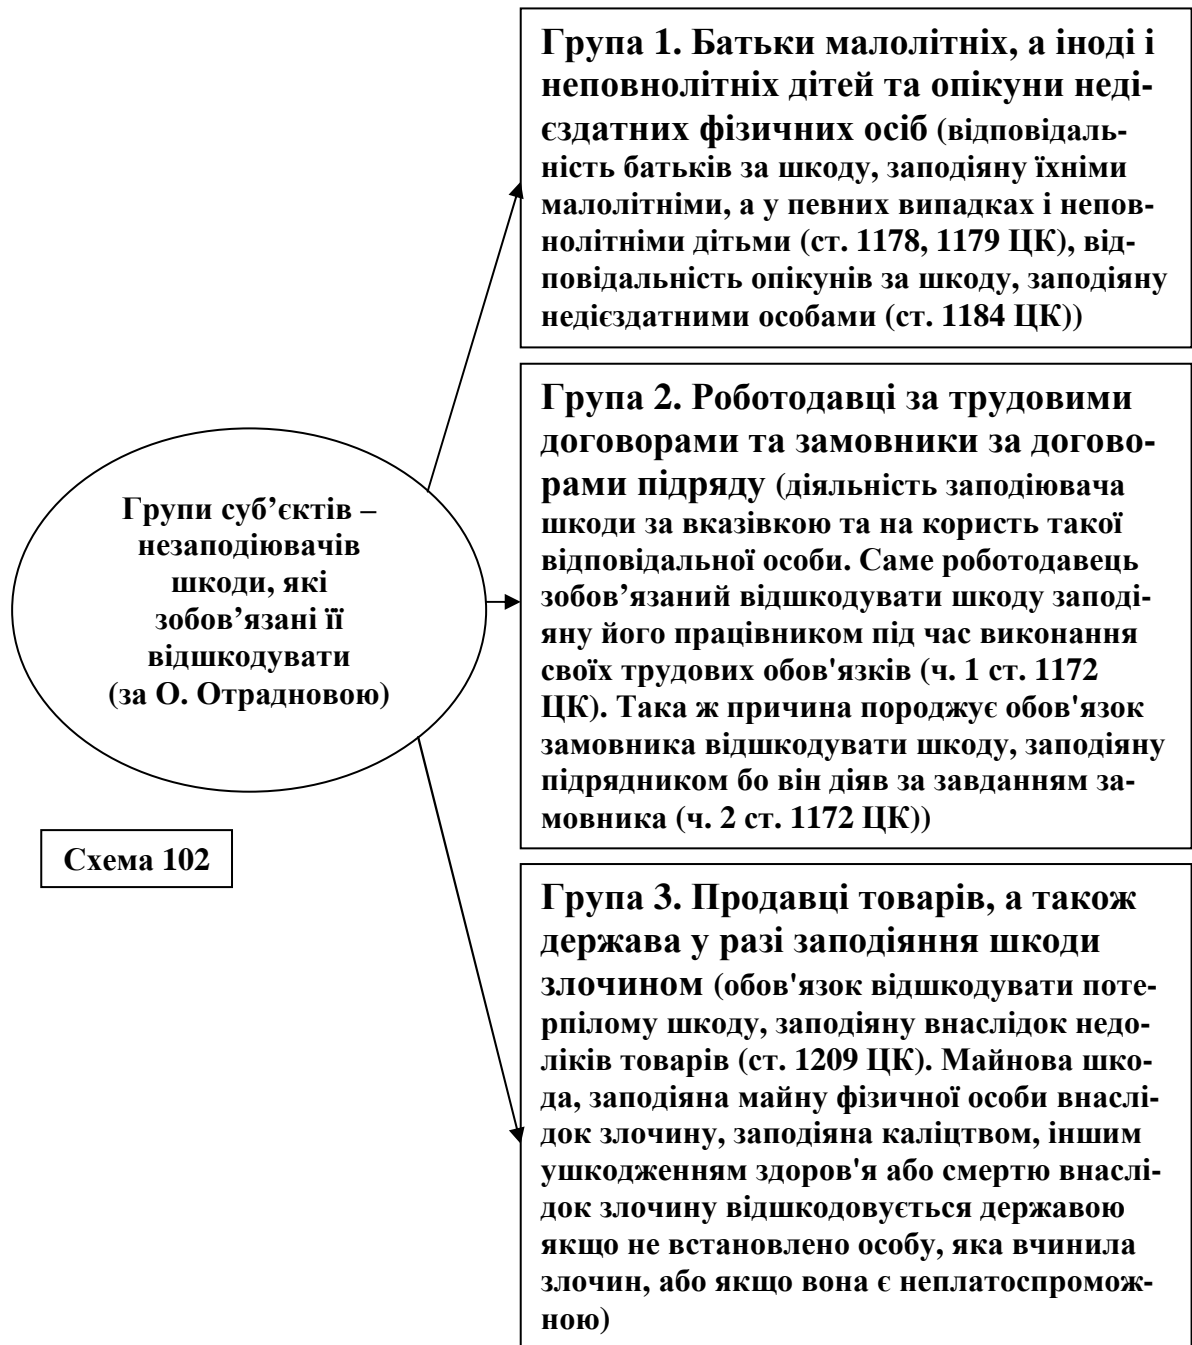 Група 1. Батьки малолітніх, а іноді і
неповнолітніх дітей та опікуни неді-
єздатних фізичних осіб (відповідаль-
ність батьків за шкоду, заподіяну їхніми
малолітніми, а у певних випадках і непов-
нолітніми дітьми (ст. 1178, 1179 ЦК), від-
повідальність опікунів за шкоду, заподіяну
недієздатними особами (ст. 1184 ЦК))
Групи суб’єктів –
незаподіювачів
шкоди, які
зобов’язані її
відшкодувати
(за О. Отрадновою)
Група 2. Роботодавці за трудовими
договорами та замовники за догово-
рами підряду (діяльність заподіювача
шкоди за вказівкою та на користь такої
відповідальної особи. Саме роботодавець
зобов’язаний відшкодувати шкоду заподі-
яну його працівником під час виконання
своїх трудових обов'язків (ч. 1 ст. 1172
ЦК). Така ж причина породжує обов'язок
замовника відшкодувати шкоду, заподіяну
підрядником бо він діяв за завданням за-
мовника (ч. 2 ст. 1172 ЦК))
Схема 102
Група 3. Продавці товарів, а також
держава у разі заподіяння шкоди
злочином (обов'язок відшкодувати поте-
рпілому шкоду, заподіяну внаслідок недо-
ліків товарів (ст. 1209 ЦК). Майнова шко-
да, заподіяна майну фізичної особи внаслі-
док злочину, заподіяна каліцтвом, іншим
ушкодженням здоров'я або смертю внаслі-
док злочину відшкодовується державою
якщо не встановлено особу, яка вчинила
злочин, або якщо вона є неплатоспромож-
ною)